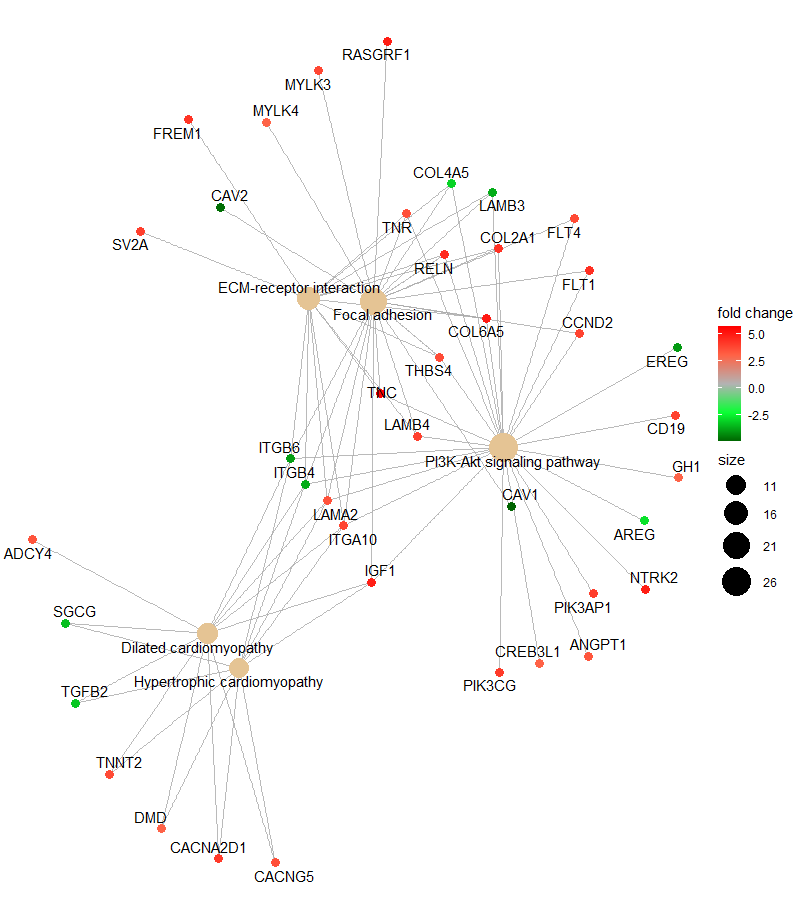 RASGRF1
MYLK3
MYLK4
FREM1
COL4A5
CAV2
LAMB3
TNR
FLT4
SV2A
COL2A1
RELN
FLT1
ECM-receptor interaction
fold change
Focal adhesion
CCND2
COL6A5
5.0
EREG
2.5
THBS4
0.0
TNC
-2.5
LAMB4
CD19
ITGB6
PI3K-Akt signaling pathway
size
GH1
ITGB4
11
CAV1
LAMA2
16
AREG
ITGA10
21
ADCY4
IGF1
NTRK2
26
SGCG
PIK3AP1
Dilated cardiomyopathy
ANGPT1
CREB3L1
Hypertrophic cardiomyopathy
PIK3CG
TGFB2
TNNT2
DMD
CACNA2D1
CACNG5